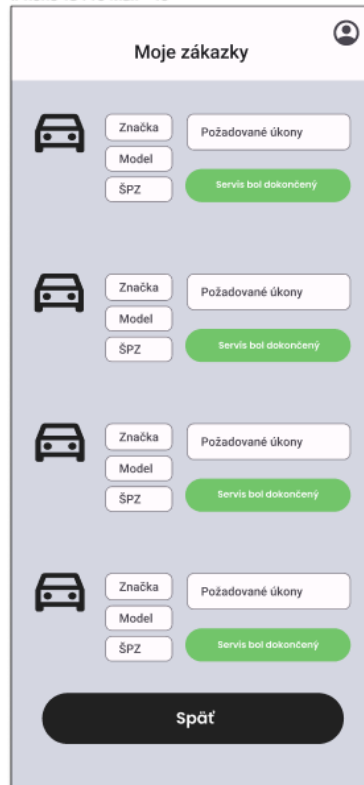 Moje zákazky
Značka
Požadované úkony
Model
ŠPZ
Servis bol dokončený
Značka
Požadované úkony
Model
ŠPZ
Servis bol dokončený
Značka
Požadované úkony
Model
ŠPZ
Servis bol dokončený
Značka
Požadované úkony
Model
ŠPZ
Servis bol dokončený
Späť